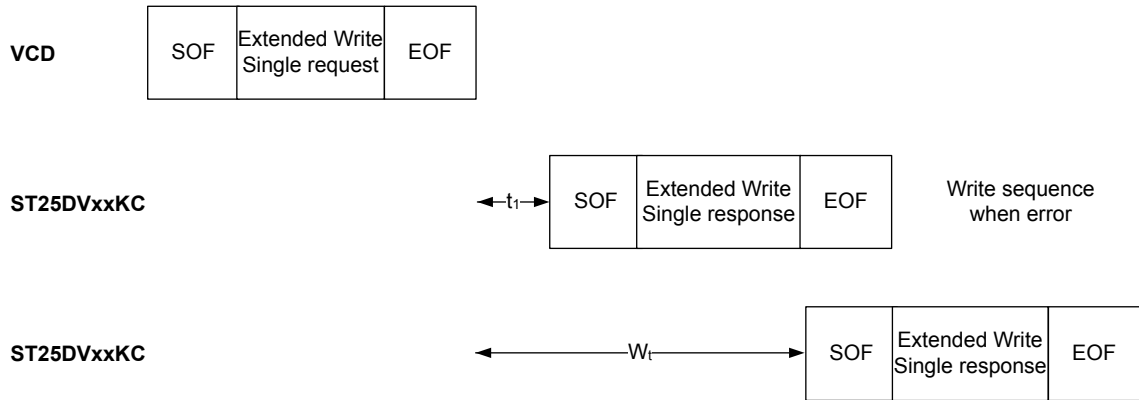 VCD
SOF
Extended Write
Single request
EOF
ST25DVxxKC
t₁
SOF
Extended Write
Single response
EOF
Write sequence
when error
ST25DVxxKC
Wₜ
SOF
Extended Write
Single response
EOF